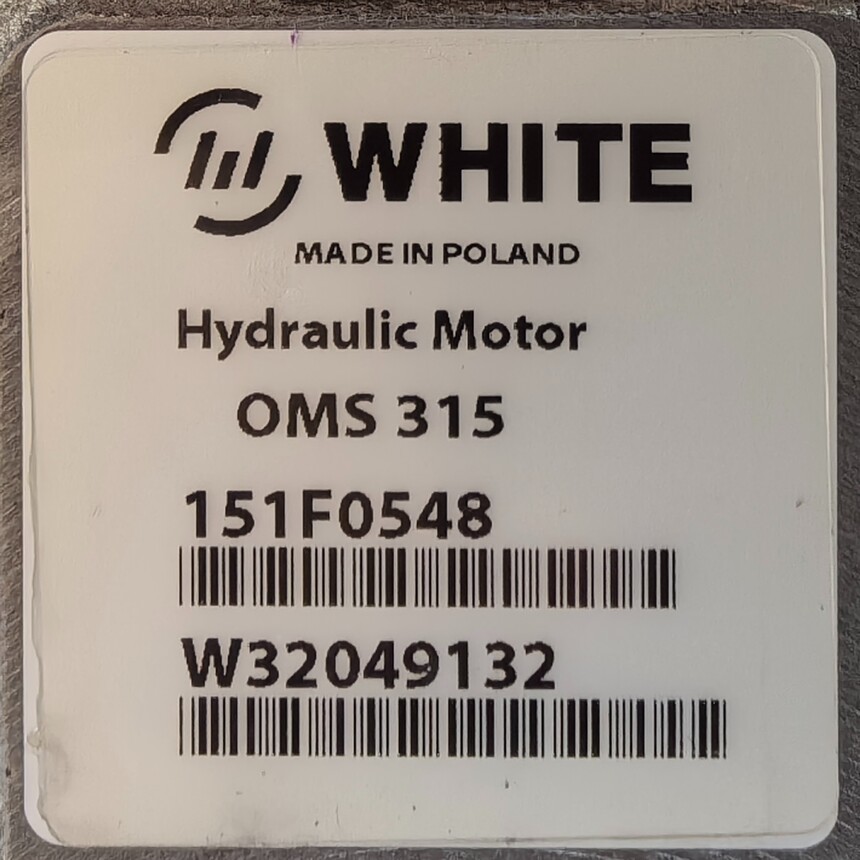 WHITE
MADE IN POLAND
Hydraulic Motor
OMS 315
151F0548
W32049132